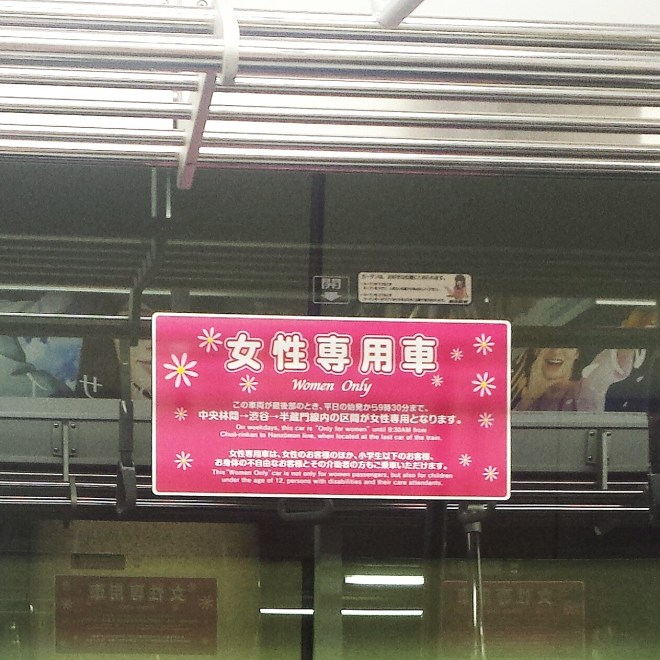 開
女性専用車
Women Only
この車両が最後部のとき、平日の始発から9時30分まで、
中央林間→渋谷→半蔵門線内の区間が女性専用となります。
On weekdays, this car is "Only for women" until 9:30AM from
Chuō-rinkan to Hanzōmon line, when located at the last car of the train.
女性専用車は、女性のお客様のほか、小学生以下のお客様、
お身体の不自由なお客様とその介助者の方もご乗車いただけます。
This "Women Only" car is not only for women passengers, but also for children
under the age of 12, persons with disabilities and their care attendants.